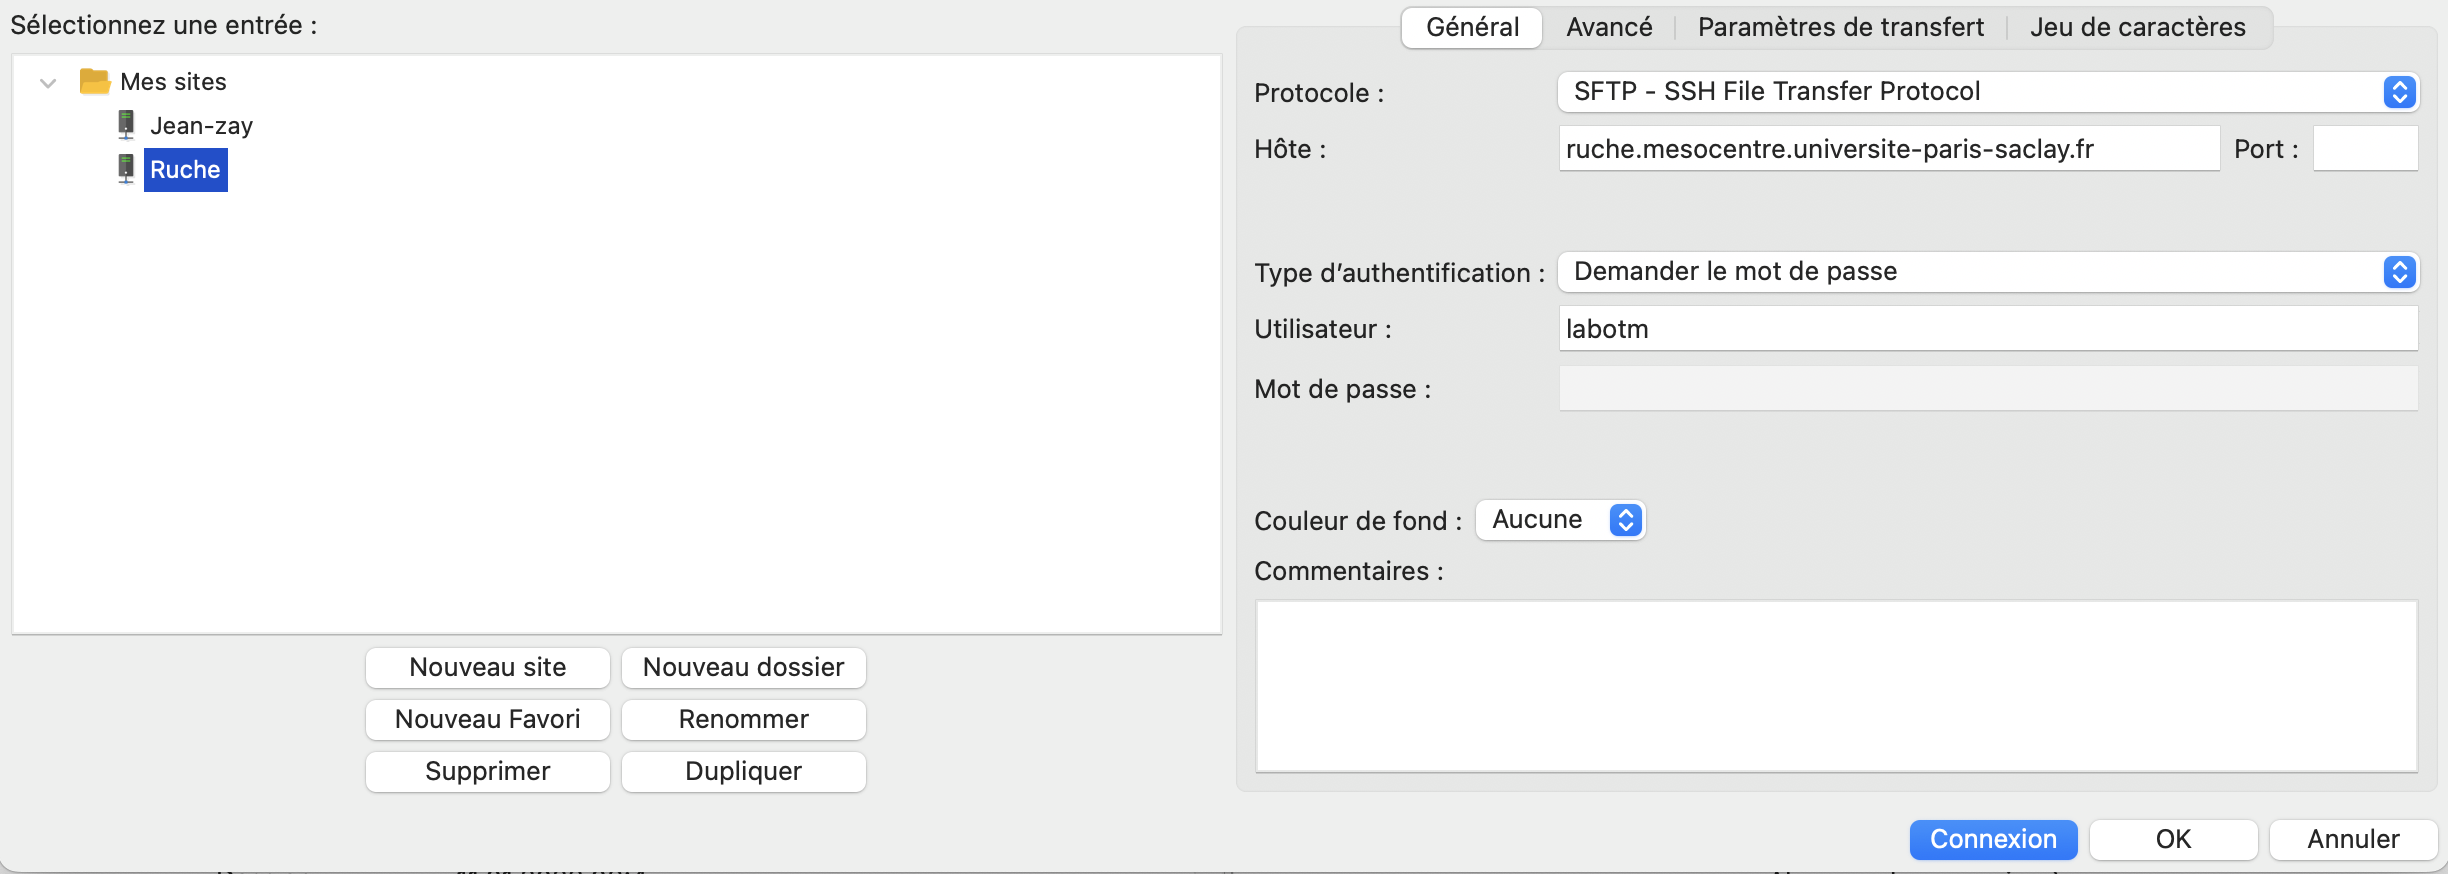 Sélectionnez une entrée :
Mes sites
Jean-zay
Ruche
Nouveau site
Nouveau dossier
Nouveau Favori
Renommer
Supprimer
Dupliquer
Général
Avancé
Paramètres de transfert
Jeu de caractères
Protocole :
SFTP - SSH File Transfer Protocol
Hôte :
ruche.mesocentre.universite-paris-saclay.fr
Port :
Type d’authentification :
Demander le mot de passe
Utilisateur :
labotm
Mot de passe :
Couleur de fond :
Aucune
Commentaires :
Connexion
OK
Annuler